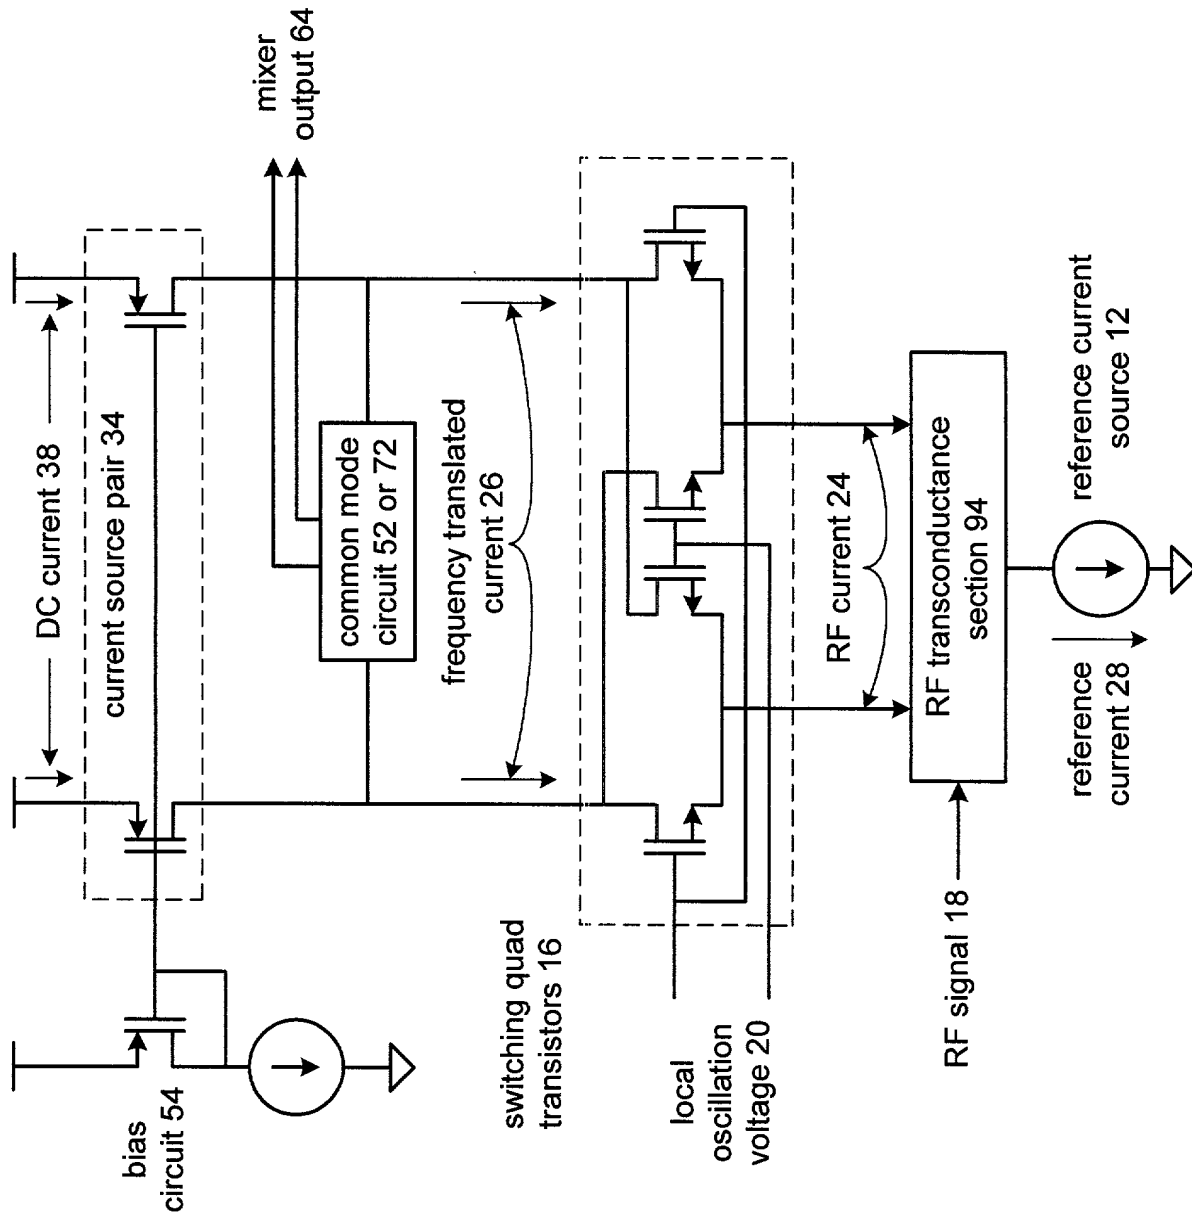 DC current 38
current source pair 34
bias
circuit 54
mixer
output 64
common mode
circuit 52 or 72
frequency translated
current 26
switching quad
transistors 16
local
oscillation
voltage 20
RF current 24
RF signal 18
RF transconductance
section 94
reference
current 28
reference current
source 12